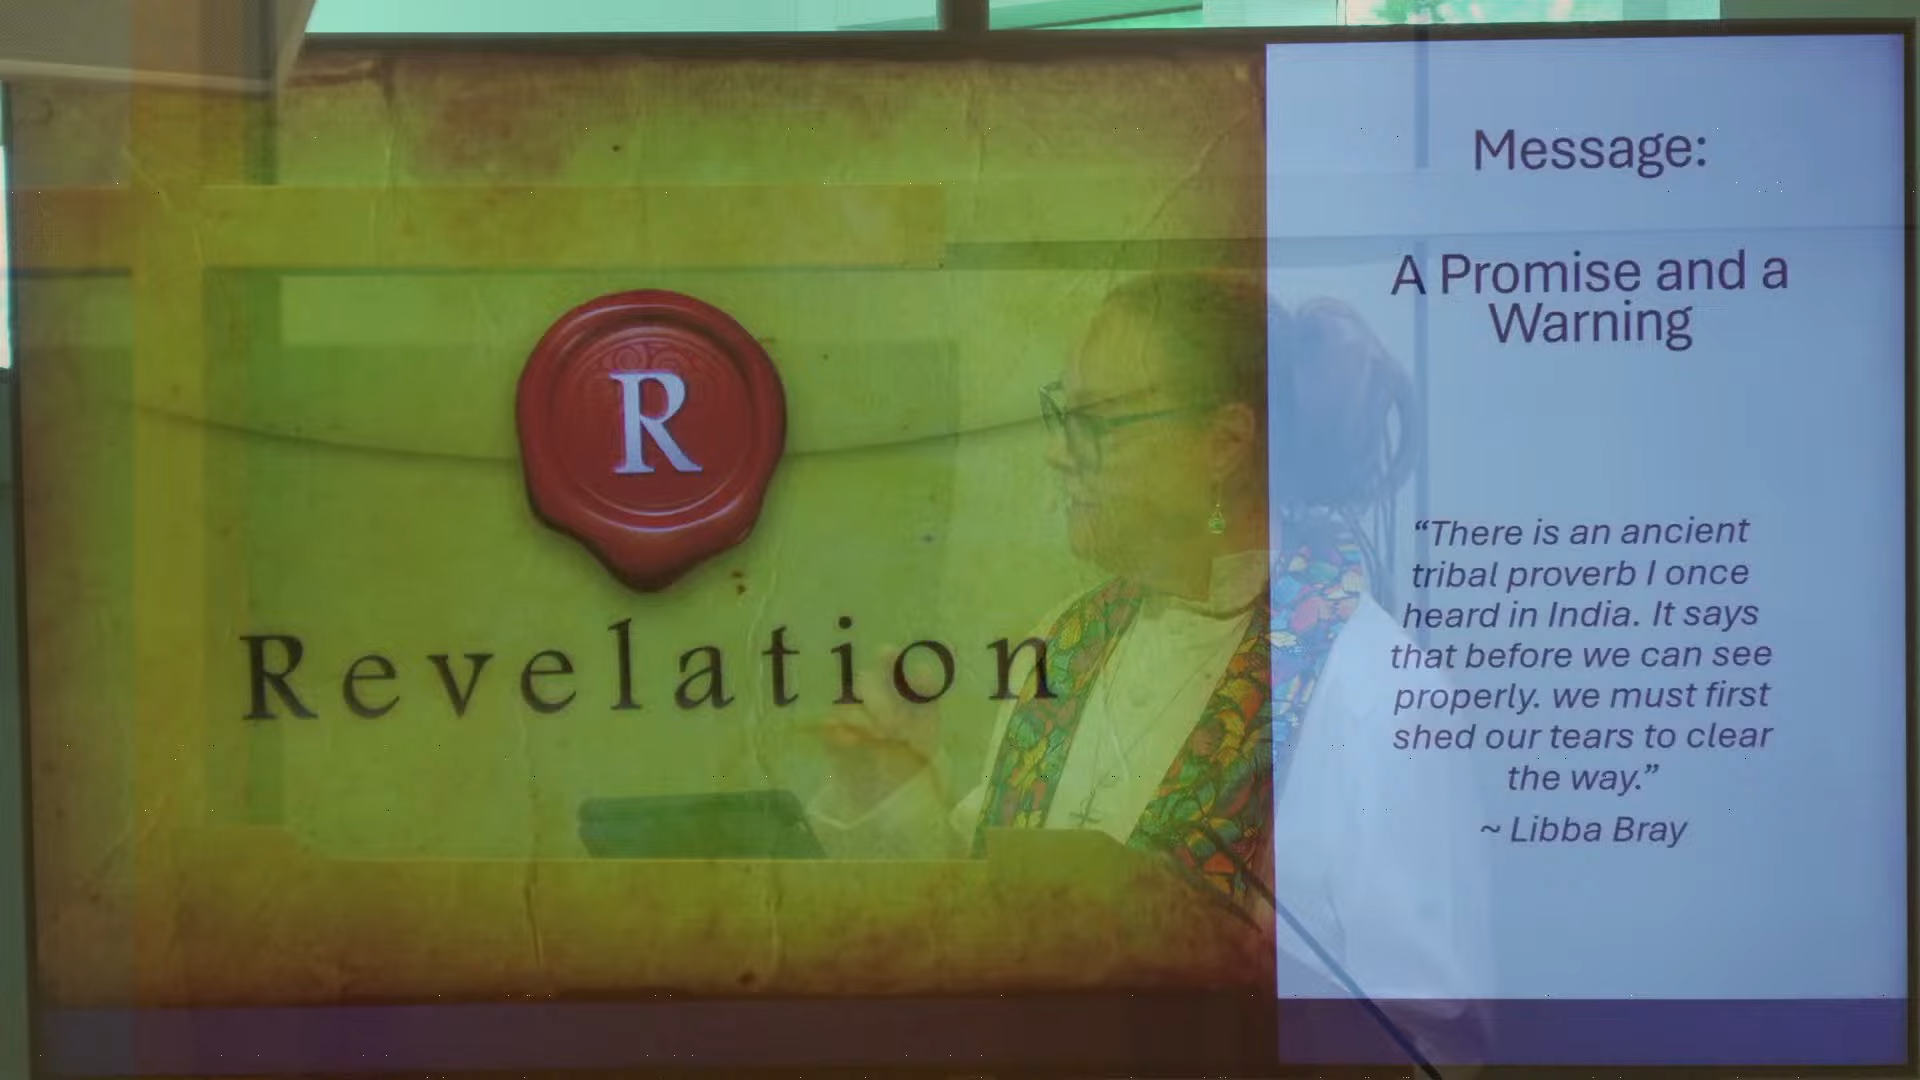 R
Revelation
Message:
A Promise and a
Warning
“There is an ancient
tribal proverb I once
heard in India. It says
that before we can see
properly. we must first
shed our tears to clear
the way.”
~ Libba Bray